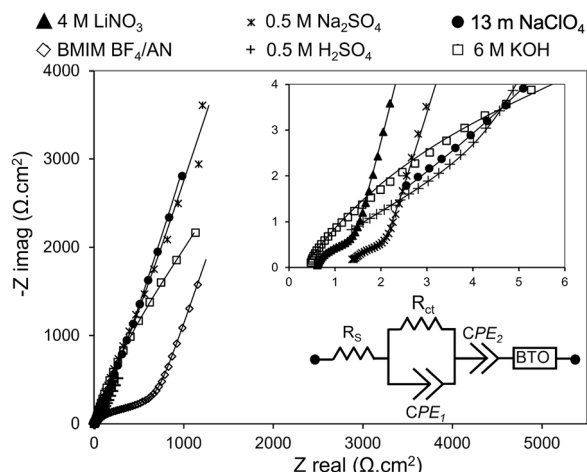 4 M LiNO₃ 0.5 M Na₂SO₄ 13 m NaClO₄
BMIM BF₄/AN 0.5 M H₂SO₄ 6 M KOH
-Z imag (Ω.cm²)
4000
3000
2000
1000
0
4
3
2
1
0
0 1 2 3 4 5 6
R_S
R_ct
CPE₁
CPE₂
BTO
0 1000 2000 3000 4000 5000
Z real (Ω.cm²)